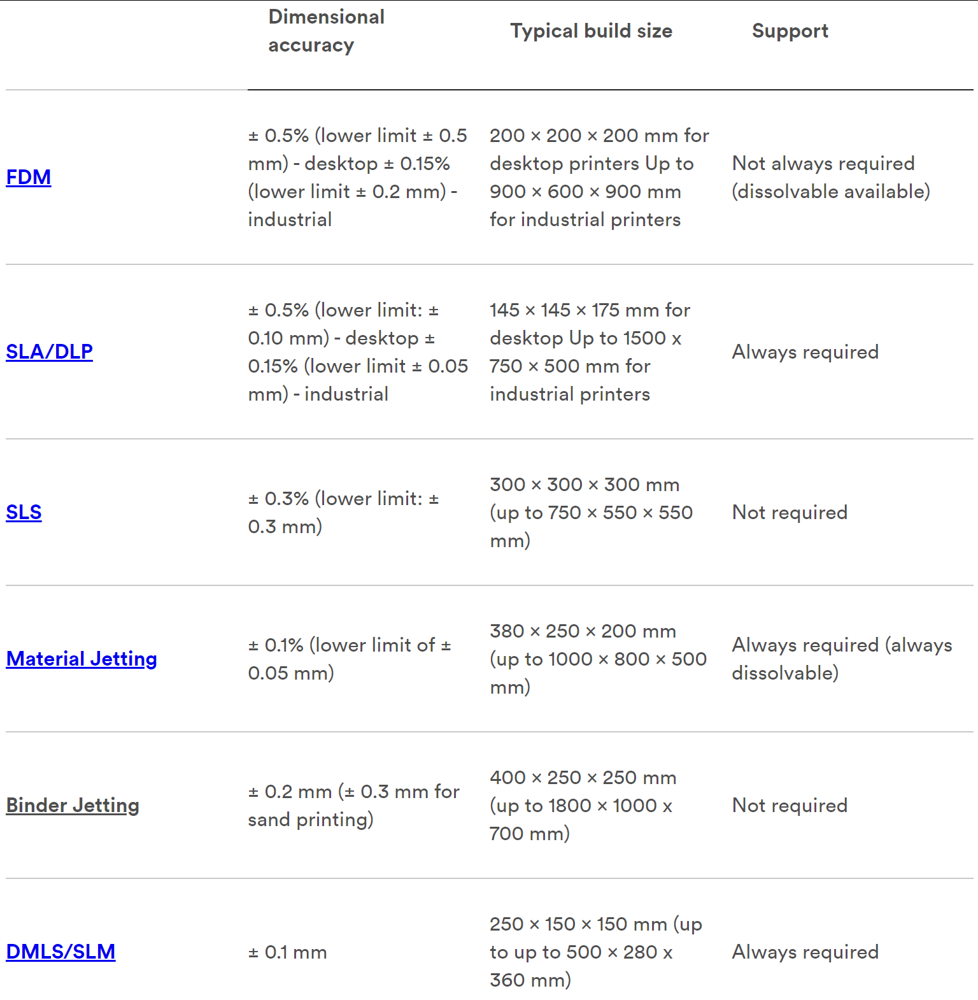 Dimensional
accuracy
Typical build size
Support
FDM
± 0.5% (lower limit ± 0.5
mm) - desktop ± 0.15%
(lower limit ± 0.2 mm) -
industrial
200 × 200 × 200 mm for
desktop printers Up to
900 × 600 × 900 mm
for industrial printers
Not always required
(dissolvable available)
SLA/DLP
± 0.5% (lower limit: ±
0.10 mm) - desktop ±
0.15% (lower limit ± 0.05
mm) - industrial
145 × 145 × 175 mm for
desktop Up to 1500 x
750 × 500 mm for
industrial printers
Always required
SLS
± 0.3% (lower limit: ±
0.3 mm)
300 × 300 × 300 mm
(up to 750 × 550 × 550
mm)
Not required
Material Jetting
± 0.1% (lower limit of ±
0.05 mm)
380 × 250 × 200 mm
(up to 1000 × 800 × 500
mm)
Always required (always
dissolvable)
Binder Jetting
± 0.2 mm (± 0.3 mm for
sand printing)
400 × 250 × 250 mm
(up to 1800 × 1000 x
700 mm)
Not required
DMLS/SLM
± 0.1 mm
250 × 150 × 150 mm (up
to up to 500 × 280 x
360 mm)
Always required